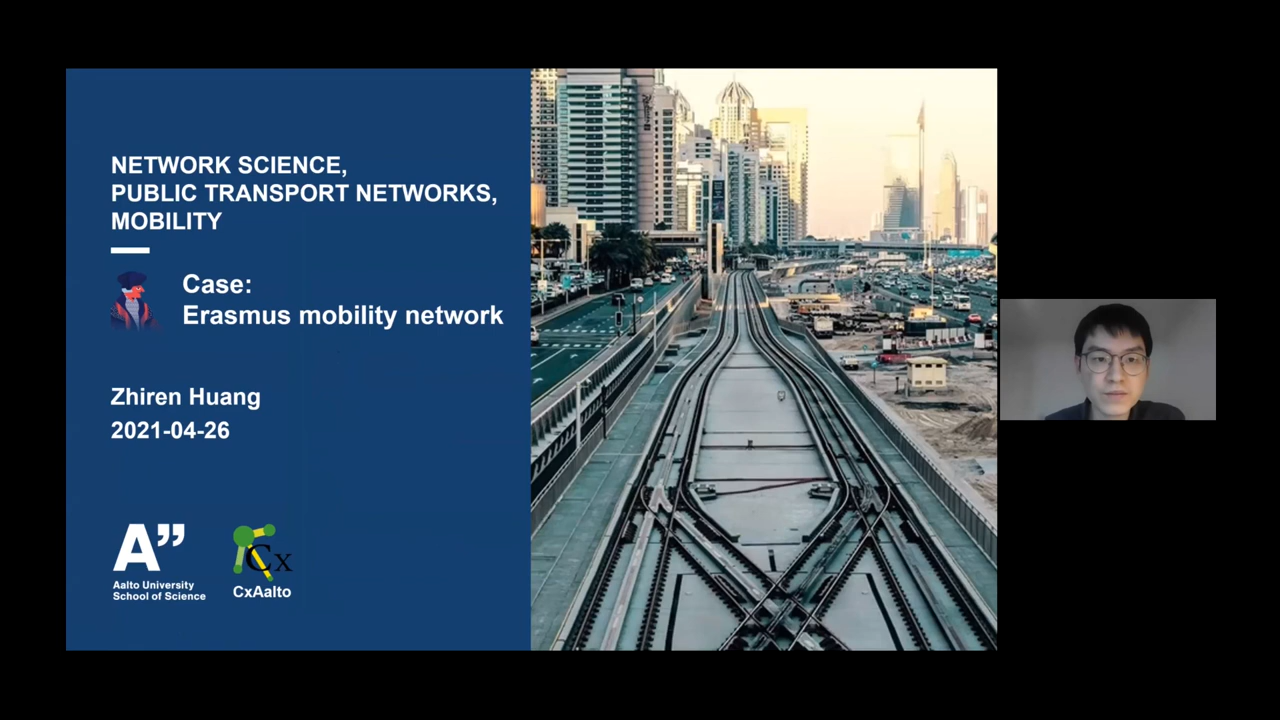 NETWORK SCIENCE,
PUBLIC TRANSPORT NETWORKS,
MOBILITY
Case:
Erasmus mobility network
Zhiren Huang
2021-04-26
A”
Aalto University
School of Science
Cx
CxAalto